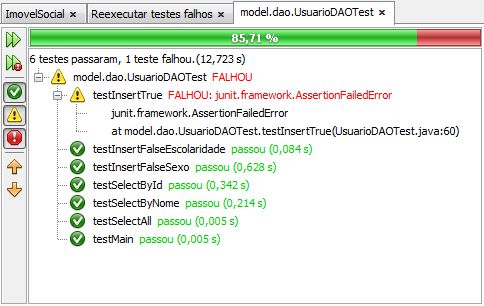 ImovelSocial × Reexecutar testes falhos × model.dao.UsuarioDAOTest ×
85,71 %
6 testes passaram, 1 teste falhou.(12,723 s)
model.dao.UsuarioDAOTest FALHOU
testInsertTrue FALHOU: junit.framework.AssertionFailedError
junit.framework.AssertionFailedError
at model.dao.UsuarioDAOTest.testInsertTrue(UsuarioDAOTest.java:60)
testInsertFalseEscolaridade passou (0,084 s)
testInsertFalseSexo passou (0,628 s)
testSelectById passou (0,342 s)
testSelectByNome passou (0,214 s)
testSelectAll passou (0,005 s)
testMain passou (0,005 s)